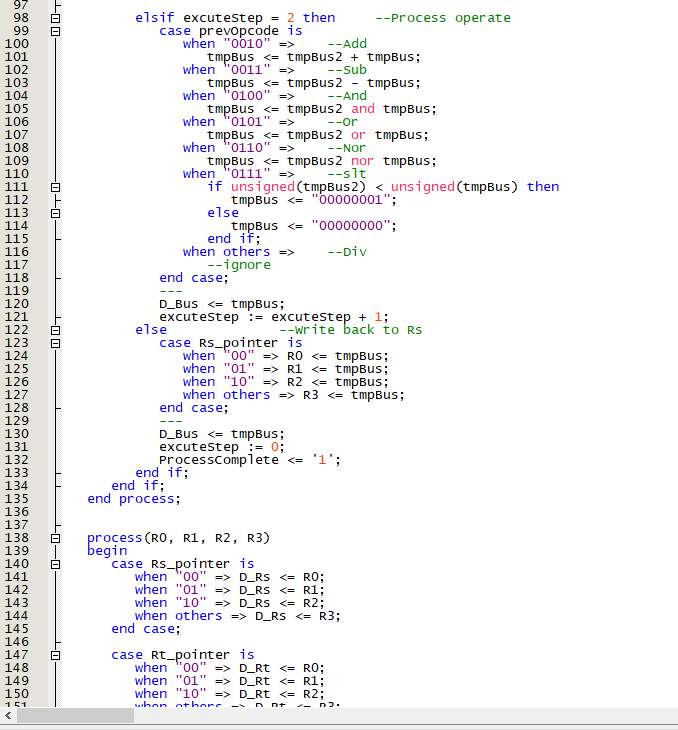 97
98 elsif excuteStep = 2 then --Process operate
99 case prevOpcode is
100 when "0010" => --Add
101 tmpBus <= tmpBus2 + tmpBus;
102 when "0011" => --Sub
103 tmpBus <= tmpBus2 - tmpBus;
104 when "0100" => --And
105 tmpBus <= tmpBus2 and tmpBus;
106 when "0101" => --Or
107 tmpBus <= tmpBus2 or tmpBus;
108 when "0110" => --Nor
109 tmpBus <= tmpBus2 nor tmpBus;
110 when "0111" => --slt
111 if unsigned(tmpBus2) < unsigned(tmpBus) then
112 tmpBus <= "00000001";
113 else
114 tmpBus <= "00000000";
115 end if;
116 when others => --Div
117 --ignore
118 end case;
119 ---
120 D_Bus <= tmpBus;
121 excuteStep := excuteStep + 1;
122 else --Write back to Rs
123 case Rs_pointer is
124 when "00" => R0 <= tmpBus;
125 when "01" => R1 <= tmpBus;
126 when "10" => R2 <= tmpBus;
127 when others => R3 <= tmpBus;
128 end case;
129 ---
130 D_Bus <= tmpBus;
131 excuteStep := 0;
132 ProcessComplete <= '1';
133 end if;
134 end if;
135 end process;
136
137
138 process(R0, R1, R2, R3)
139 begin
140 case Rs_pointer is
141 when "00" => D_Rs <= R0;
142 when "01" => D_Rs <= R1;
143 when "10" => D_Rs <= R2;
144 when others => D_Rs <= R3;
145 end case;
146
147 case Rt_pointer is
148 when "00" => D_Rt <= R0;
149 when "01" => D_Rt <= R1;
150 when "10" => D_Rt <= R2;
151 when others => D_Rt <= R3;